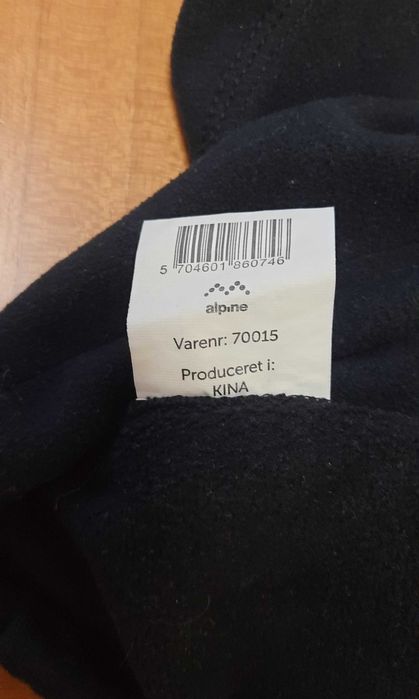 5 704601 860746
alpine
Varenr: 70015
Produceret i:
KINA